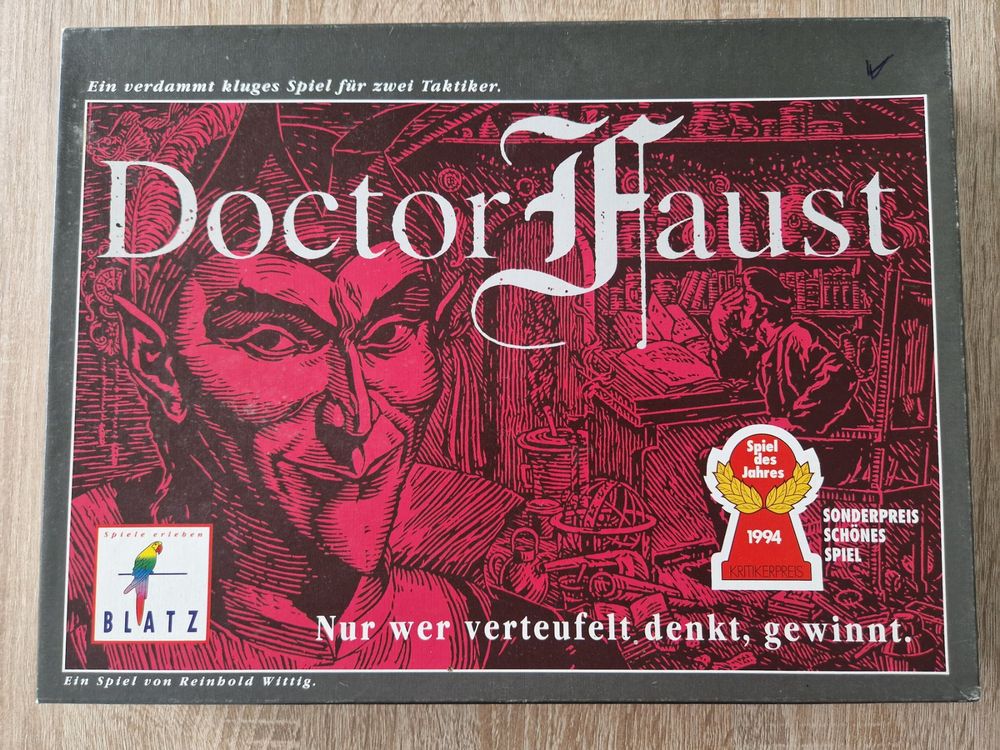 Ein verdammt kluges Spiel für zwei Taktiker.
Doctor Faust
Spiel
des
Jahres
1994
KRITIKERPREIS
SONDERPREIS
SCHÖNES
SPIEL
Spiele erleben
BLATZ
Nur wer verteufelt denkt, gewinnt.
Ein Spiel von Reinhold Wittig.